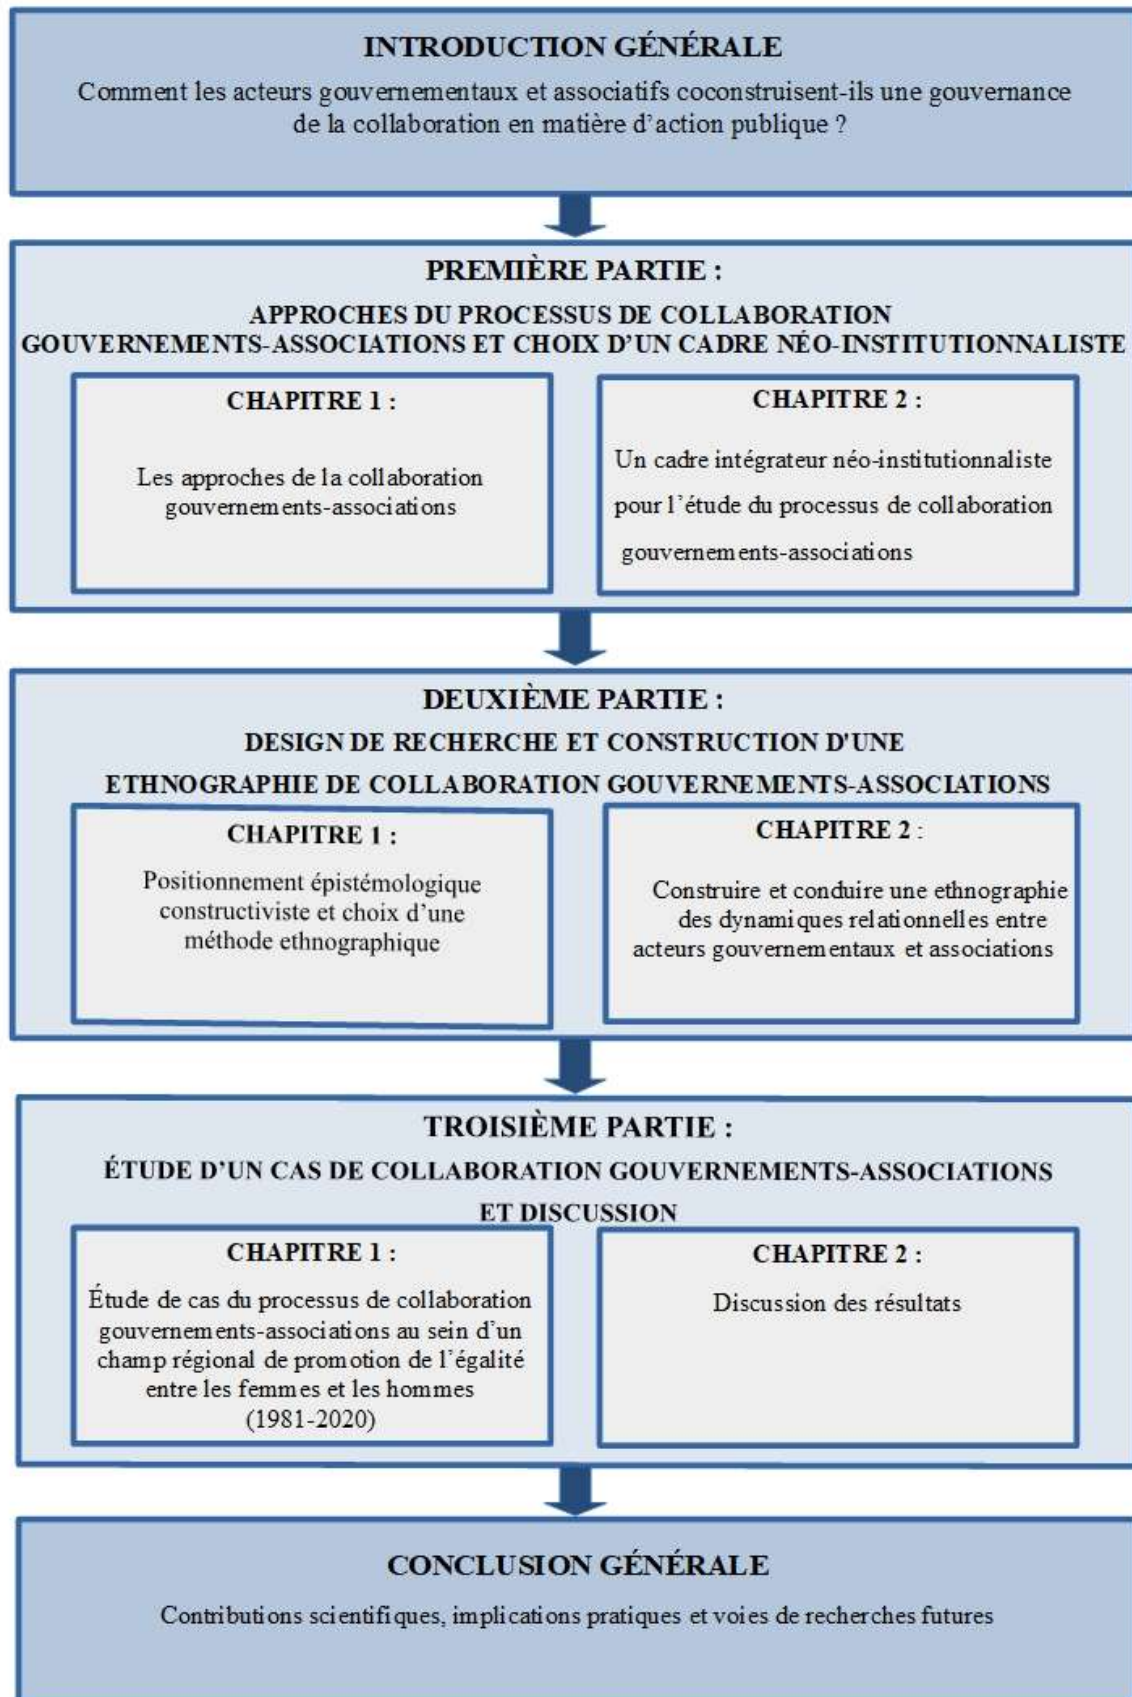 INTRODUCTION GÉNÉRALE
Comment les acteurs gouvernementaux et associatifs coconstruisent-ils une gouvernance
de la collaboration en matière d’action publique ?
PREMIÈRE PARTIE :
APPROCHES DU PROCESSUS DE COLLABORATION
GOUVERNEMENTS-ASSOCIATIONS ET CHOIX D’UN CADRE NÉO-INSTITUTIONNALISTE
CHAPITRE 1 :
Les approches de la collaboration
gouvernements-associations
CHAPITRE 2 :
Un cadre intégrateur néo-institutionnaliste
pour l’étude du processus de collaboration
gouvernements-associations
DEUXIÈME PARTIE :
DESIGN DE RECHERCHE ET CONSTRUCTION D'UNE
ETHNOGRAPHIE DE COLLABORATION GOUVERNEMENTS-ASSOCIATIONS
CHAPITRE 1 :
Positionnement épistémologique
constructiviste et choix d’une
méthode ethnographique
CHAPITRE 2 :
Construire et conduire une ethnographie
des dynamiques relationnelles entre
acteurs gouvernementaux et associations
TROISIÈME PARTIE :
ÉTUDE D’UN CAS DE COLLABORATION GOUVERNEMENTS-ASSOCIATIONS
ET DISCUSSION
CHAPITRE 1 :
Étude de cas du processus de collaboration
gouvernements-associations au sein d’un
champ régional de promotion de l’égalité
entre les femmes et les hommes
(1981-2020)
CHAPITRE 2 :
Discussion des résultats
CONCLUSION GÉNÉRALE
Contributions scientifiques, implications pratiques et voies de recherches futures